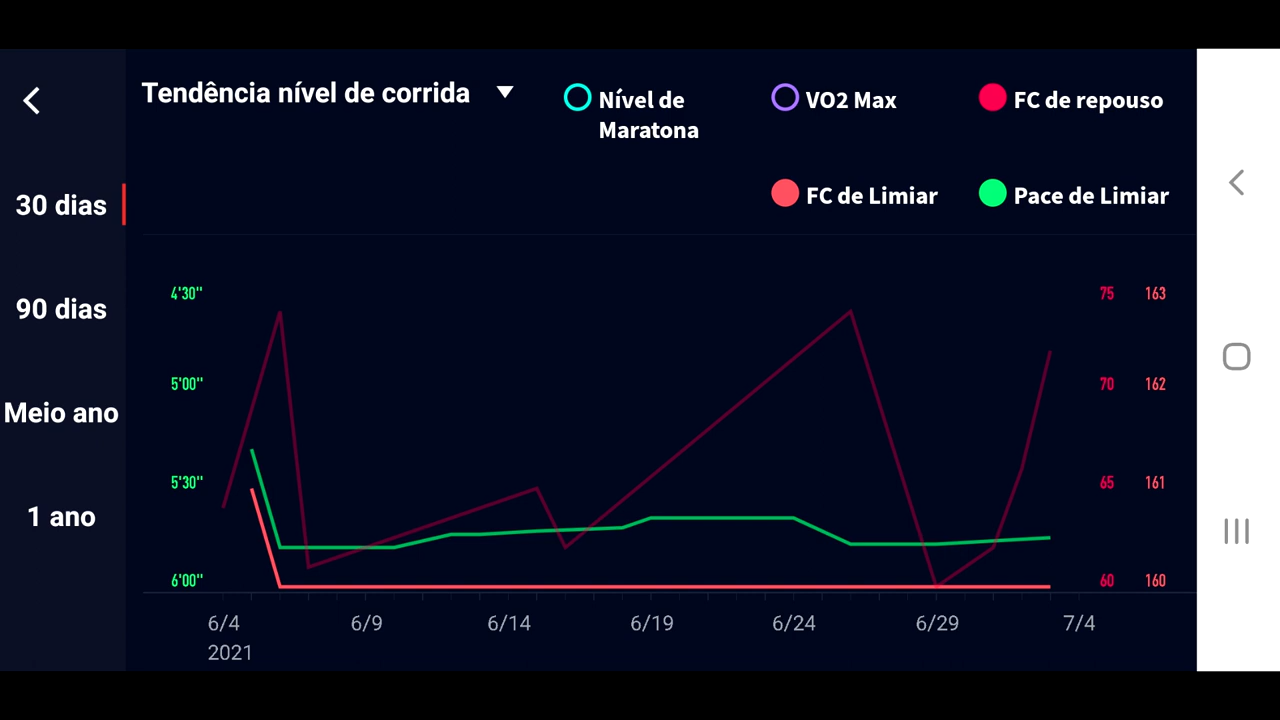 Tendência nível de corrida
Nível de
Maratona
VO2 Max
FC de repouso
FC de Limiar
Pace de Limiar
30 dias
90 dias
Meio ano
1 ano
4'30''
5'00''
5'30''
6'00''
75 163
70 162
65 161
60 160
6/4 6/9 6/14 6/19 6/24 6/29 7/4
2021